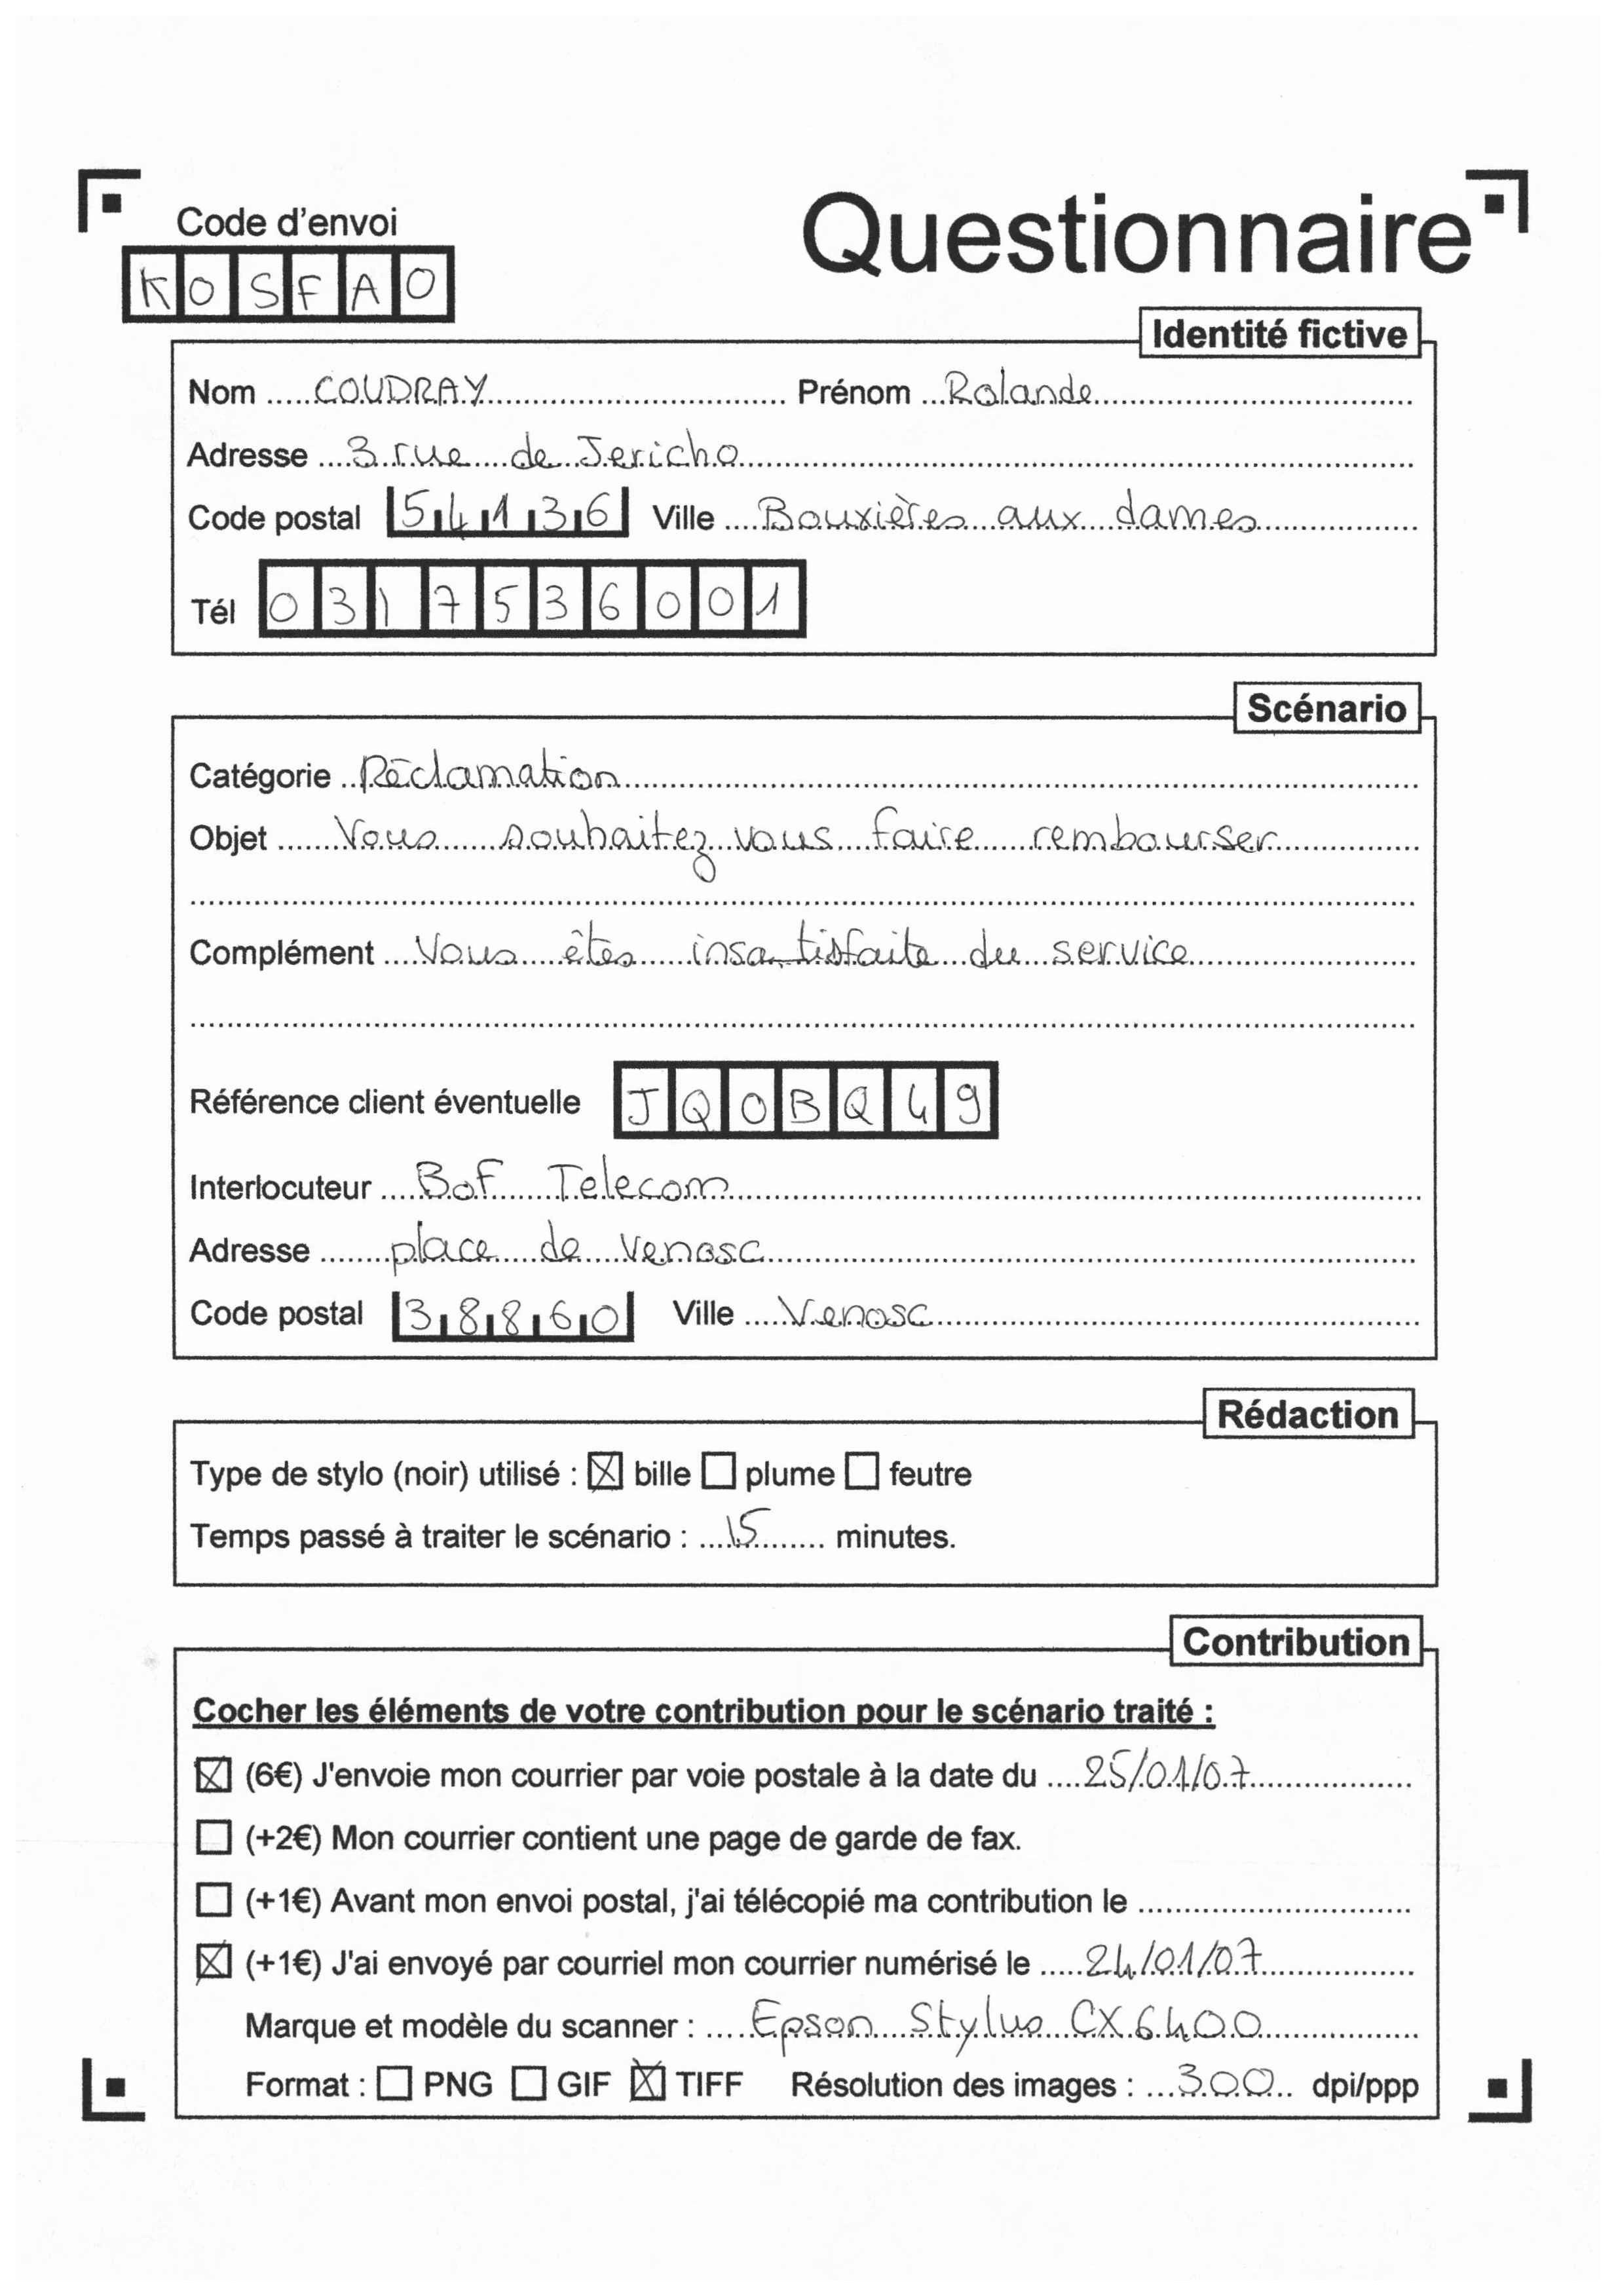 Questionnaire
Code d'envoi
KOSFAO
Identité fictive
Nom ..... COUDRAY ..... Prénom ... Rolande .....
Adresse .... 3 rue de Jericho .....
Code postal 54136 Ville .... Bouxières aux dames .....
Tél 0317536001
Scénario
Catégorie .. Réclamation .....
Objet ...... Vous souhaitez vous faire rembourser .....
Complément .... Vous êtes insatisfaite du service .....
Référence client éventuelle JQOBQ49
Interlocuteur .... BoF Telecom .....
Adresse ....... place de Venosc .....
Code postal 38860 Ville ..... Venosc .....
Rédaction
Type de stylo (noir) utilisé : ☒ bille ☐ plume ☐ feutre
Temps passé à traiter le scénario : ... 15 ...... minutes.
Contribution
Cocher les éléments de votre contribution pour le scénario traité :
☒ (6€) J'envoie mon courrier par voie postale à la date du .... 25/01/07 .....
☐ (+2€) Mon courrier contient une page de garde de fax.
☐ (+1€) Avant mon envoi postal, j'ai télécopié ma contribution le .....
☒ (+1€) J'ai envoyé par courriel mon courrier numérisé le ..... 24/01/07 .....
Marque et modèle du scanner : ..... Epson Stylus CX6400 .....
Format : ☐ PNG ☐ GIF ☒ TIFF Résolution des images : ... 300 .. dpi/ppp